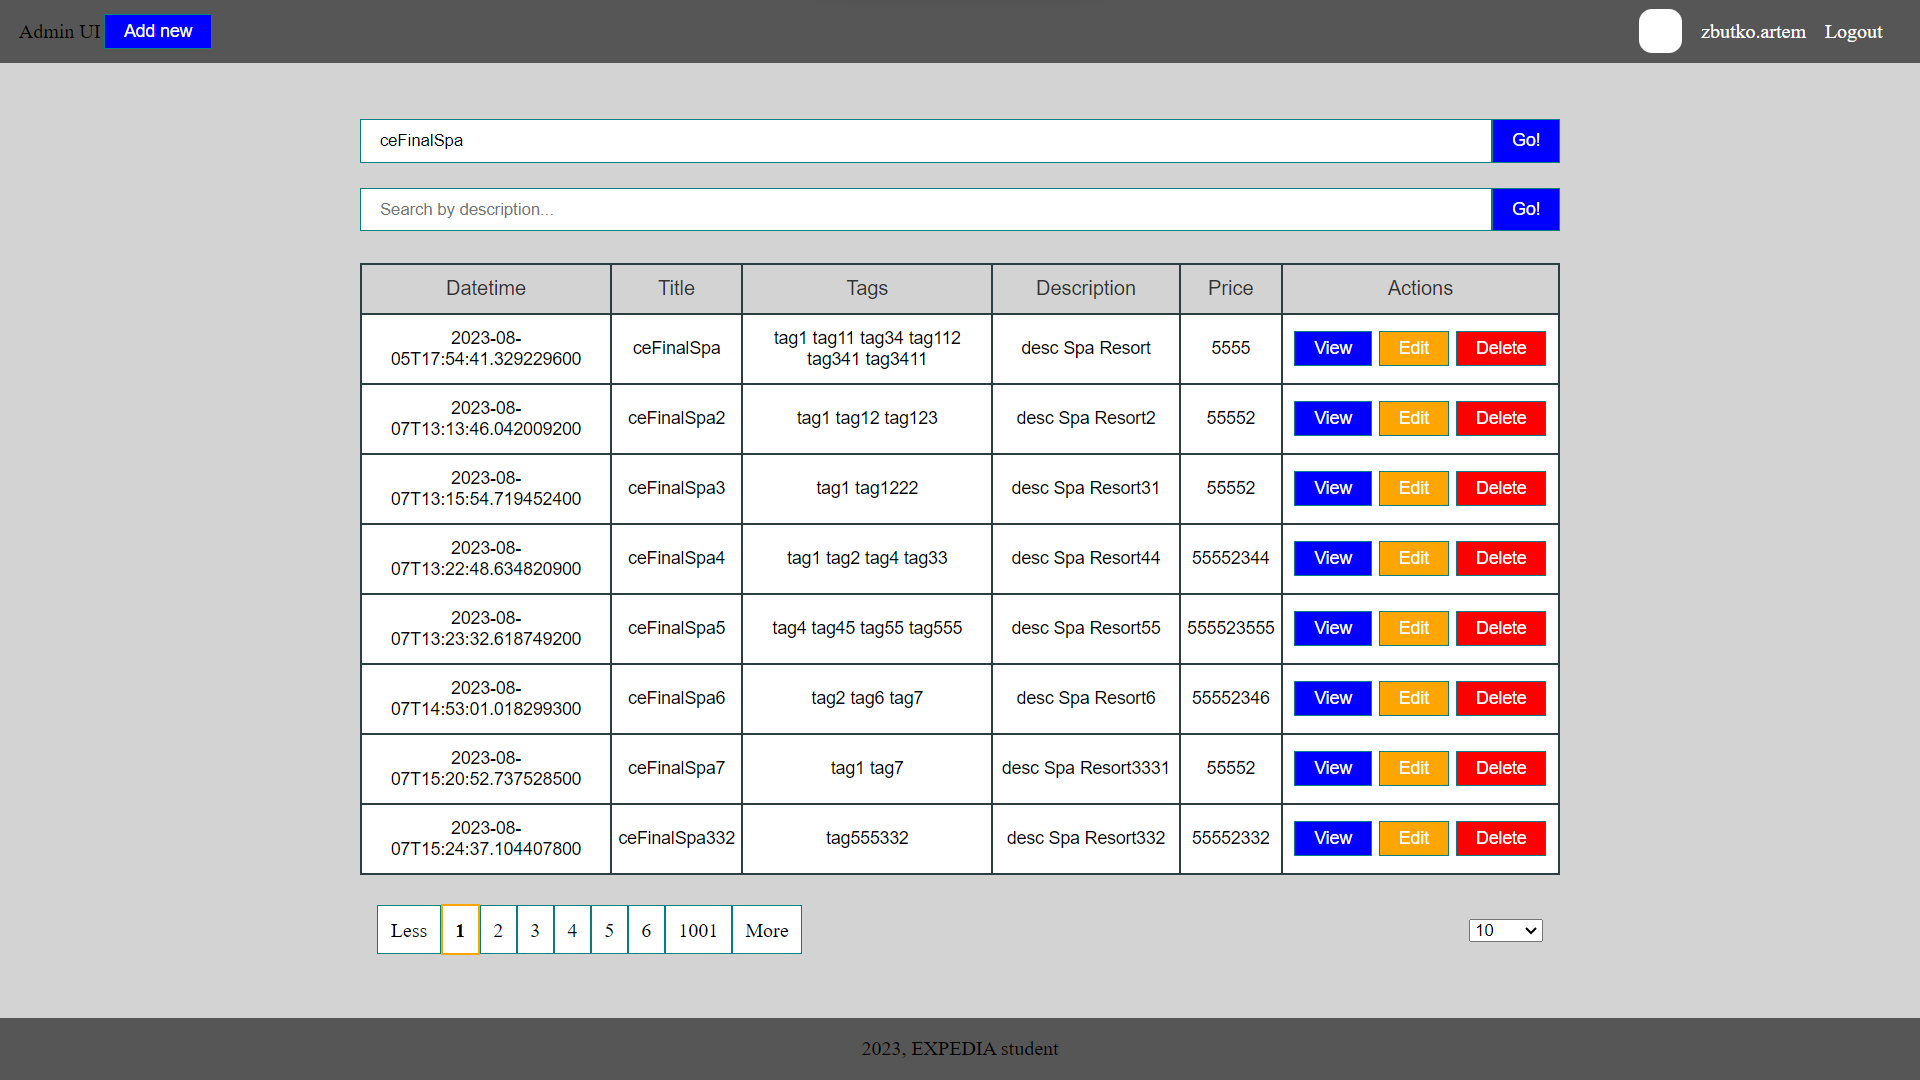 Admin UI Add new zbutko.artem Logout
ceFinalSpa Go!
Search by description... Go!
Datetime Title Tags Description Price Actions
2023-08-
05T17:54:41.329229600 ceFinalSpa tag1 tag11 tag34 tag112
tag341 tag3411 desc Spa Resort 5555 View Edit Delete
2023-08-
07T13:13:46.042009200 ceFinalSpa2 tag1 tag12 tag123 desc Spa Resort2 55552 View Edit Delete
2023-08-
07T13:15:54.719452400 ceFinalSpa3 tag1 tag1222 desc Spa Resort31 55552 View Edit Delete
2023-08-
07T13:22:48.634820900 ceFinalSpa4 tag1 tag2 tag4 tag33 desc Spa Resort44 55552344 View Edit Delete
2023-08-
07T13:23:32.618749200 ceFinalSpa5 tag4 tag45 tag55 tag555 desc Spa Resort55 555523555 View Edit Delete
2023-08-
07T14:53:01.018299300 ceFinalSpa6 tag2 tag6 tag7 desc Spa Resort6 55552346 View Edit Delete
2023-08-
07T15:20:52.737528500 ceFinalSpa7 tag1 tag7 desc Spa Resort3331 55552 View Edit Delete
2023-08-
07T15:24:37.104407800 ceFinalSpa332 tag555332 desc Spa Resort332 55552332 View Edit Delete
Less 1 2 3 4 5 6 1001 More 10
2023, EXPEDIA student